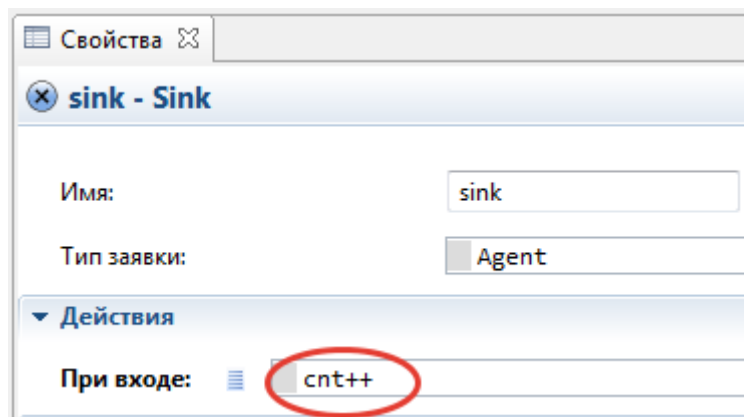 Свойства
sink - Sink
Имя: sink
Тип заявки: Agent
Действия
При входе: cnt++